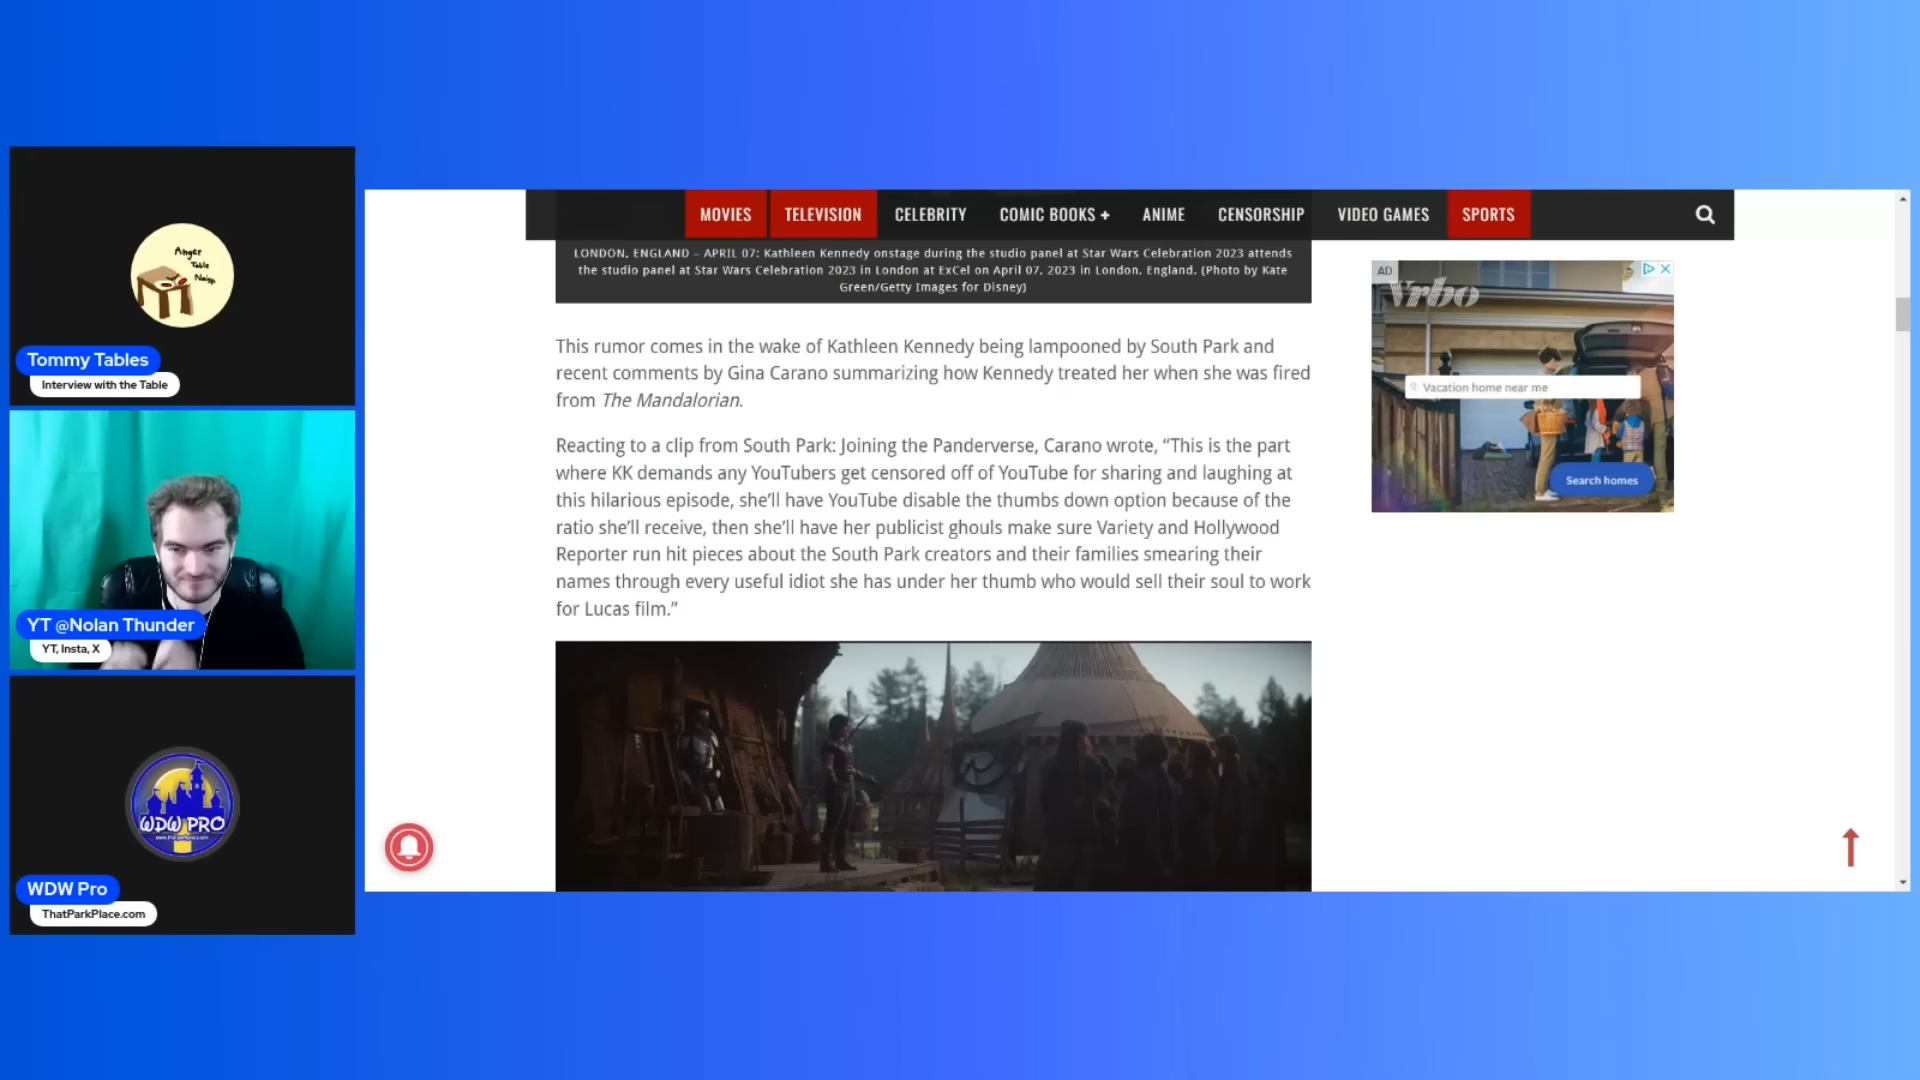 Anger
Table
Noise
Tommy Tables
Interview with the Table
YT @Nolan Thunder
YT, Insta, X
WDW PRO
WDW Pro
ThatParkPlace.com
MOVIES TELEVISION CELEBRITY COMIC BOOKS + ANIME CENSORSHIP VIDEO GAMES SPORTS
LONDON, ENGLAND – APRIL 07: Kathleen Kennedy onstage during the studio panel at Star Wars Celebration 2023 attends
the studio panel at Star Wars Celebration 2023 in London at ExCel on April 07, 2023 in London, England. (Photo by Kate
Green/Getty Images for Disney)
This rumor comes in the wake of Kathleen Kennedy being lampooned by South Park and
recent comments by Gina Carano summarizing how Kennedy treated her when she was fired
from The Mandalorian.
Reacting to a clip from South Park: Joining the Panderverse, Carano wrote, “This is the part
where KK demands any YouTubers get censored off of YouTube for sharing and laughing at
this hilarious episode, she’ll have YouTube disable the thumbs down option because of the
ratio she’ll receive, then she’ll have her publicist ghouls make sure Variety and Hollywood
Reporter run hit pieces about the South Park creators and their families smearing their
names through every useful idiot she has under her thumb who would sell their soul to work
for Lucas film.”
AD
Vrbo
Vacation home near me
Search homes